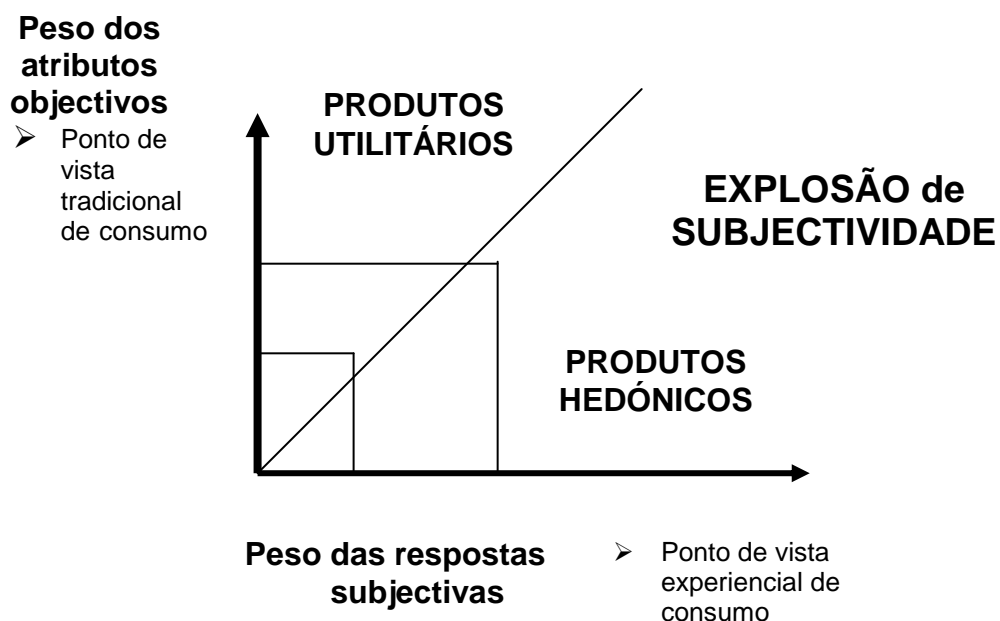 Peso dos
atributos
objectivos
➢ Ponto de
vista
tradicional
de consumo
PRODUTOS
UTILITÁRIOS
EXPLOSÃO de
SUBJECTIVIDADE
PRODUTOS
HEDÓNICOS
Peso das respostas
subjectivas
➢ Ponto de vista
experiencial de
consumo